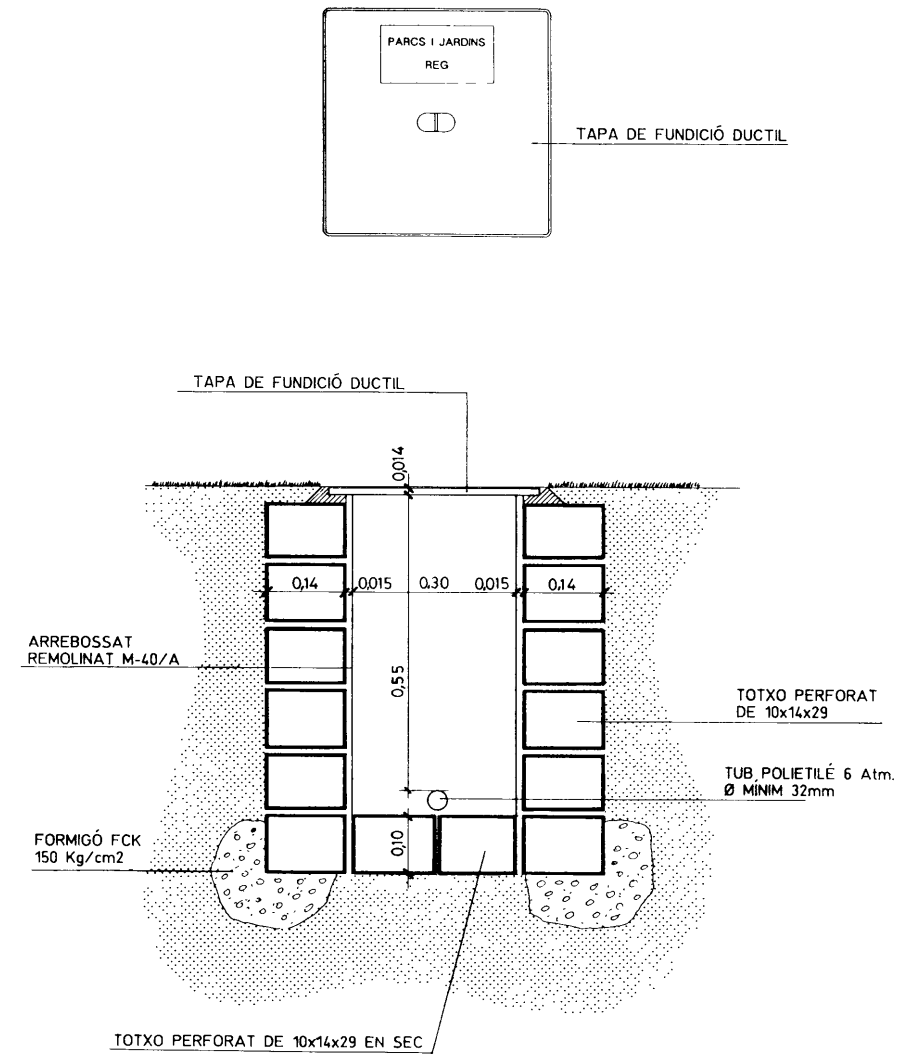 PARCS I JARDINS
REG
TAPA DE FUNDICIÓ DUCTIL
TAPA DE FUNDICIÓ DUCTIL
0,014
0,14
0,015
0,30
0,015
0,14
ARREBOSSAT
REMOLINAT M-40/A
0,55
TOTXO PERFORAT
DE 10x14x29
TUB POLIETILÉ 6 Atm.
Ø MÍNIM 32mm
FORMIGÓ FCK
150 Kg/cm2
0,10
TOTXO PERFORAT DE 10x14x29 EN SEC